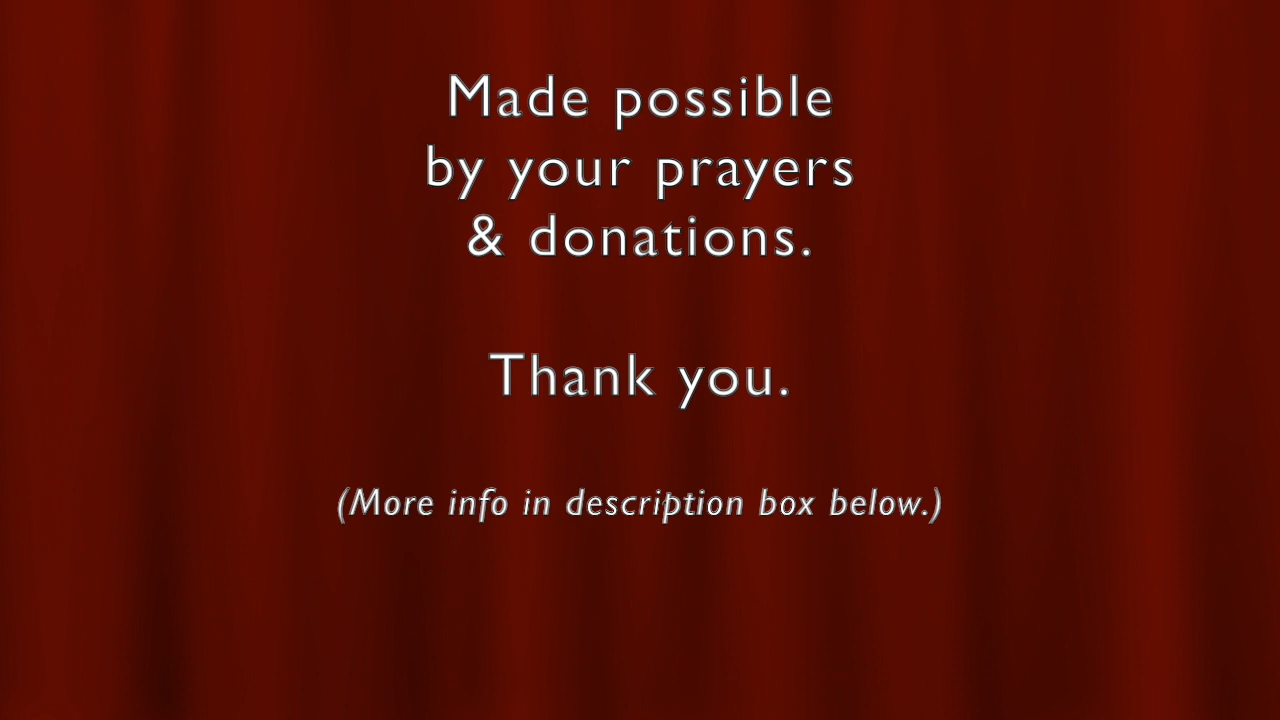 Made possible
by your prayers
& donations.
Thank you.
(More info in description box below.)